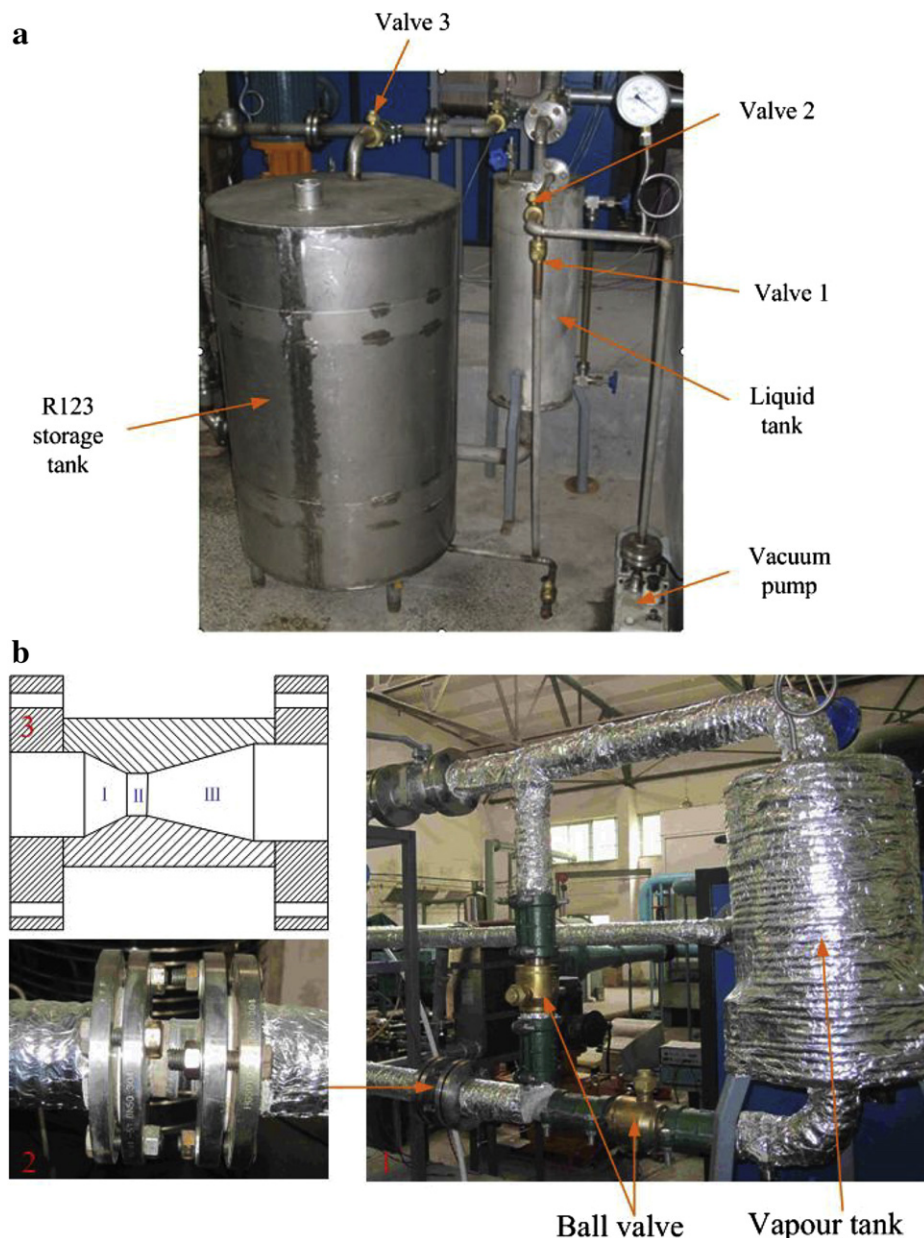 a
Valve 3
Valve 2
Valve 1
R123
storage
tank
Liquid
tank
Vacuum
pump
b
3
I
II
III
2
1
Ball valve
Vapour tank